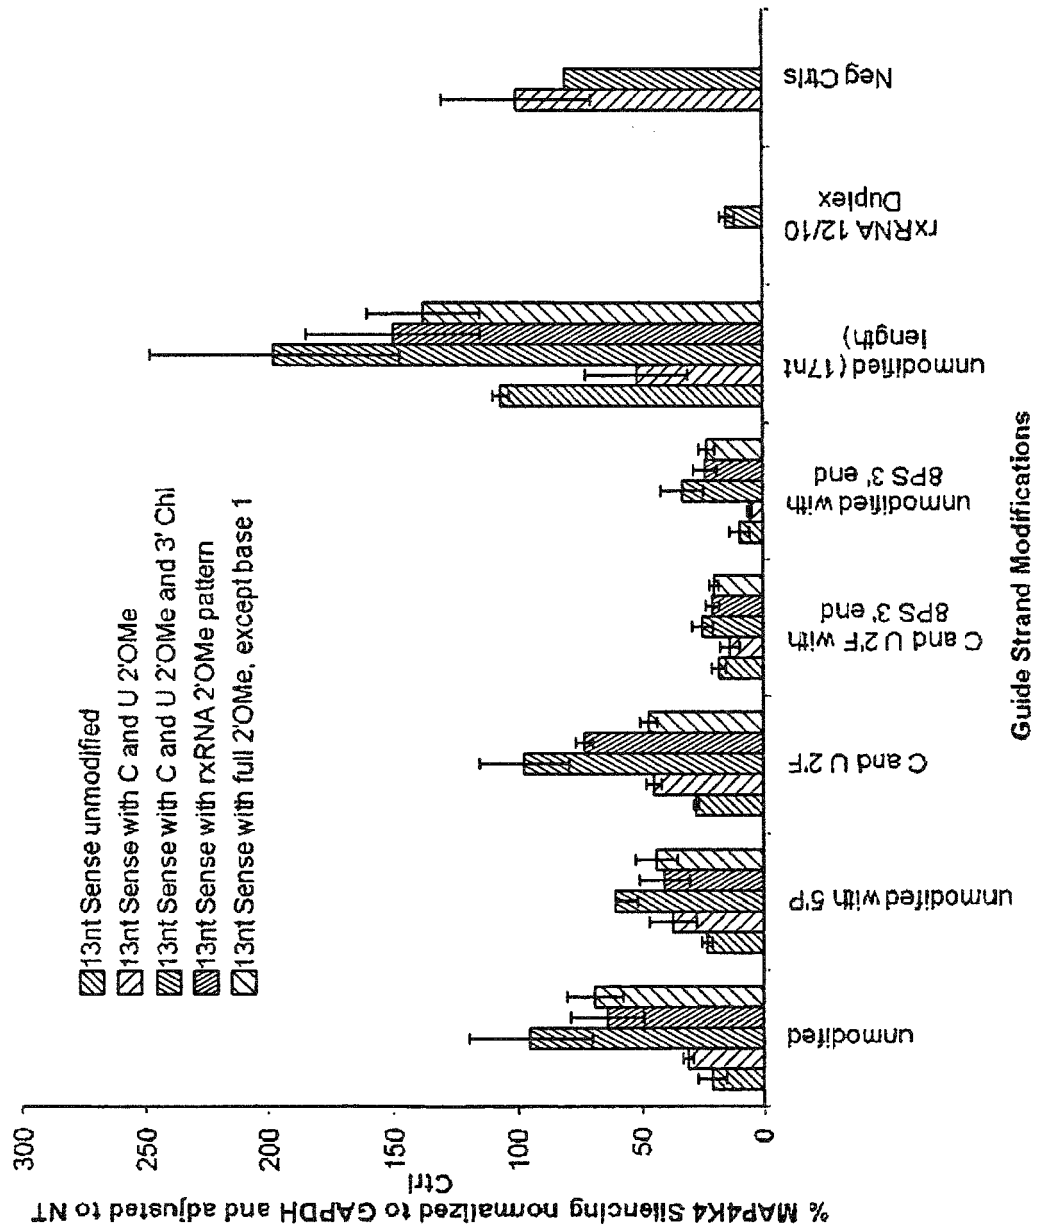 % MAP4K4 Silencing normalized to GAPDH and adjusted to NT
Ctrl
300
250
200
150
100
50
0
13nt Sense unmodified
13nt Sense with C and U 2'OMe
13nt Sense with C and U 2'OMe and 3' Chl
13nt Sense with rxRNA 2'OMe pattern
13nt Sense with full 2'OMe, except base 1
unmodifed
unmodifed with 5'P
C and U 2'F
C and U 2'F with
8PS 3' end
unmodified with
8PS 3' end
unmodified (17nt
length)
rxRNA 12/10
Duplex
Neg Ctrls
Guide Strand Modifications